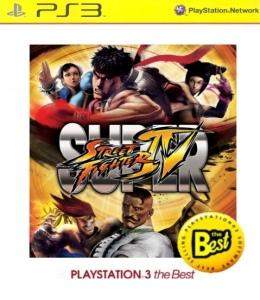 PS3
PlayStation Network
SUPER
STREET FIGHTER IV
the Best
PLAYSTATION 3 the Best